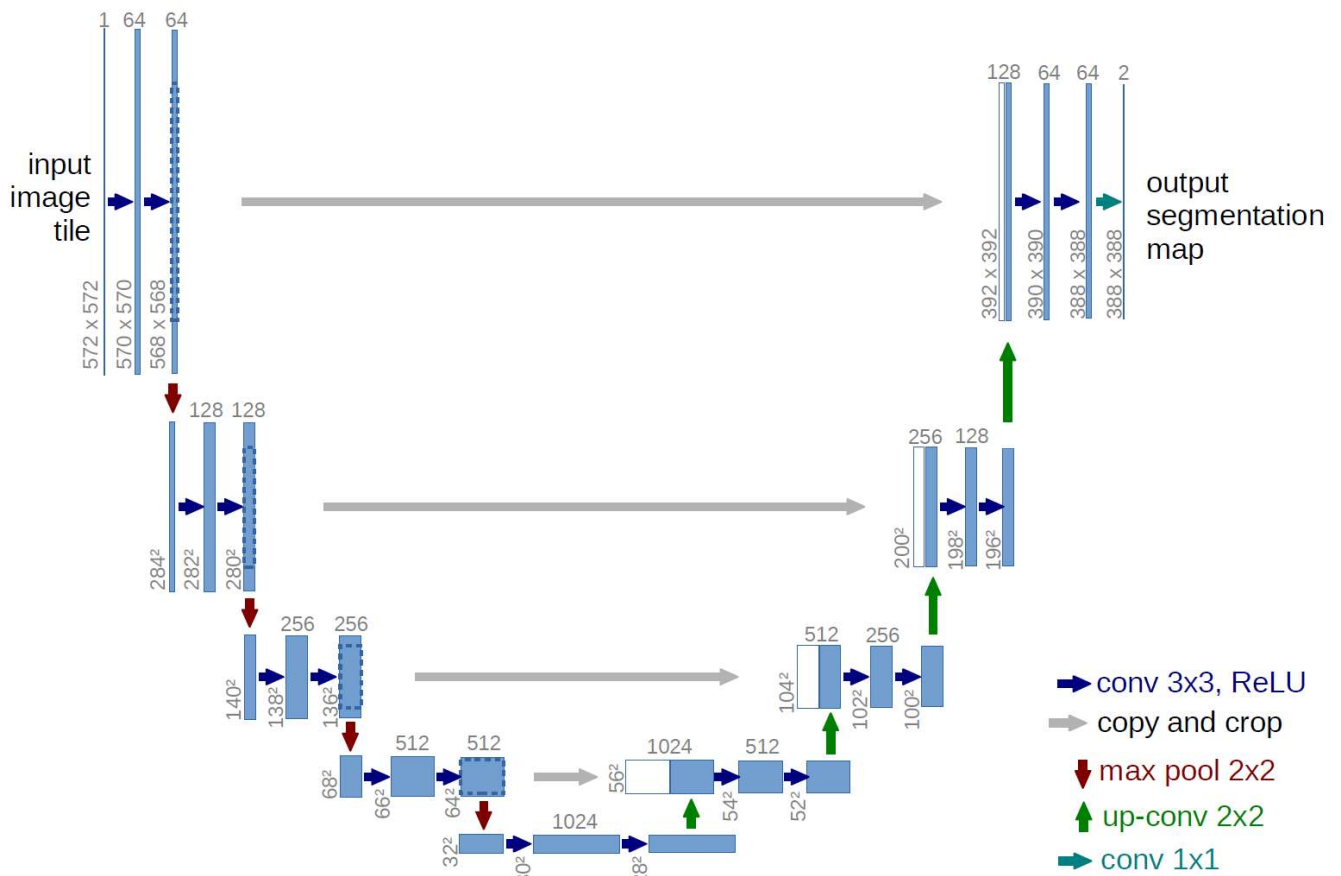 1 64 64
input
image
tile
572 x 572
570 x 570
568 x 568
128 64 64 2
output
segmentation
map
392 x 392
390 x 390
388 x 388
388 x 388
128 128
284²
282²
280²
256 128
200²
198²
196²
256 256
140²
138²
136²
512 256
104²
102²
100²
512 512
68²
66²
64²
1024 512
56²
54²
52²
1024
32²
conv 3x3, ReLU
copy and crop
max pool 2x2
up-conv 2x2
conv 1x1